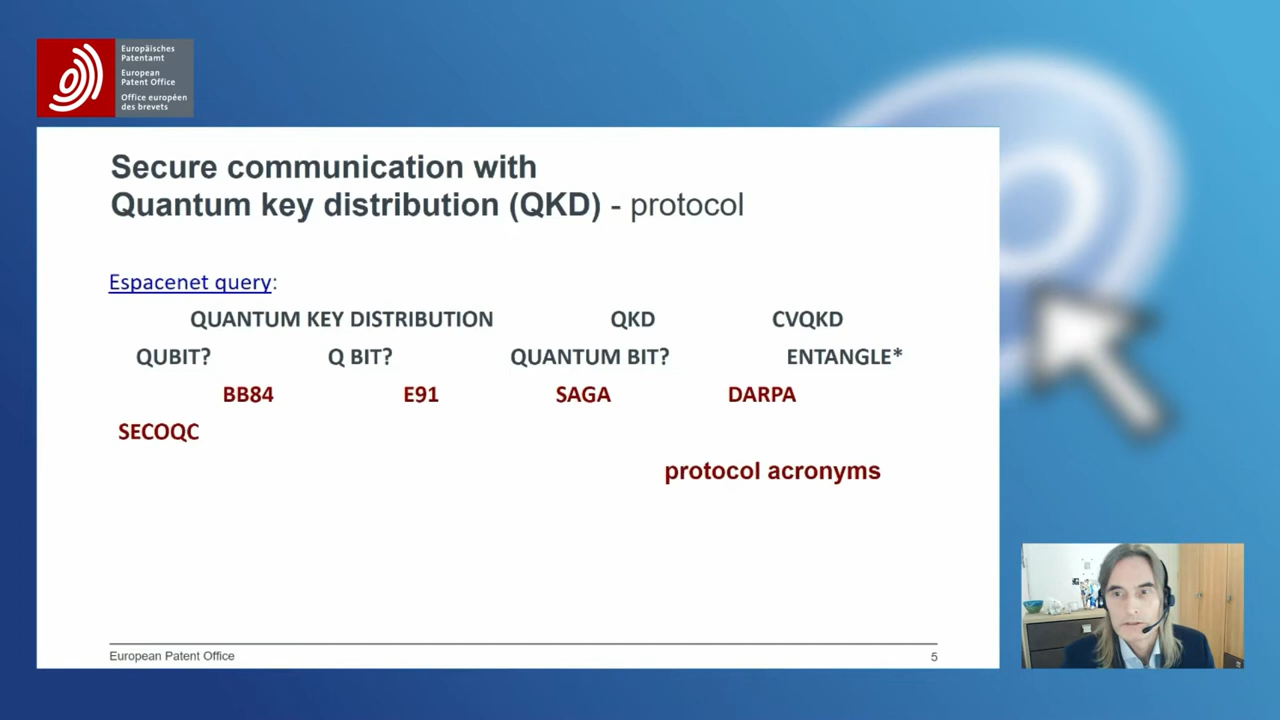 Europäisches
Patentamt
European
Patent Office
Office européen
des brevets
Secure communication with
Quantum key distribution (QKD) - protocol
Espacenet query:
QUANTUM KEY DISTRIBUTION QKD CVQKD
QUBIT? Q BIT? QUANTUM BIT? ENTANGLE*
BB84 E91 SAGA DARPA
SECOQC
protocol acronyms
European Patent Office 5